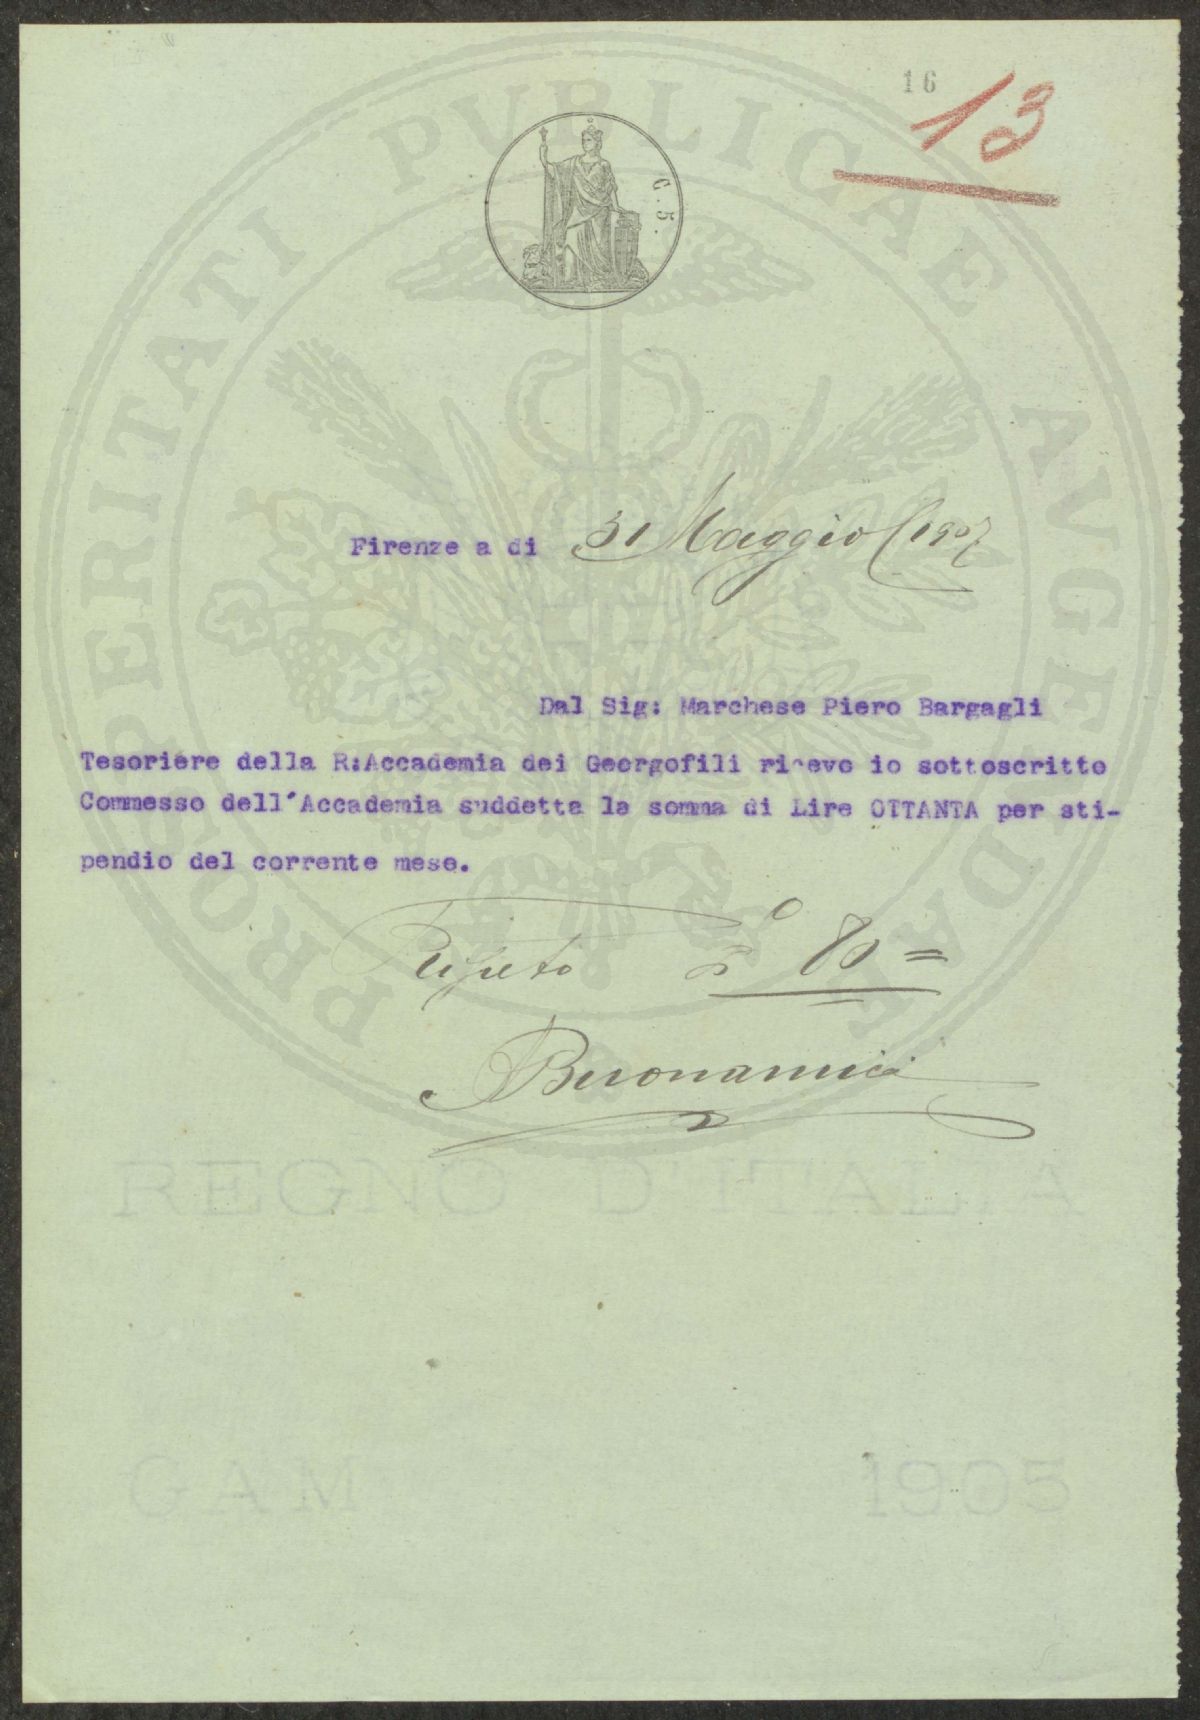 16
13
C. 5.
PROSPERITATI PUBLICAE AVGENDAE
Firenze a di 31 Maggio 1907
Dal Sig: Marchese Piero Bargagli
Tesoriere della R:Accademia dei Georgofili ricevo io sottoscritto
Commesso dell'Accademia suddetta la somma di Lire OTTANTA per sti-
pendio del corrente mese.
80 =
Buonamici
REGNO D'ITALIA
GAM 1905